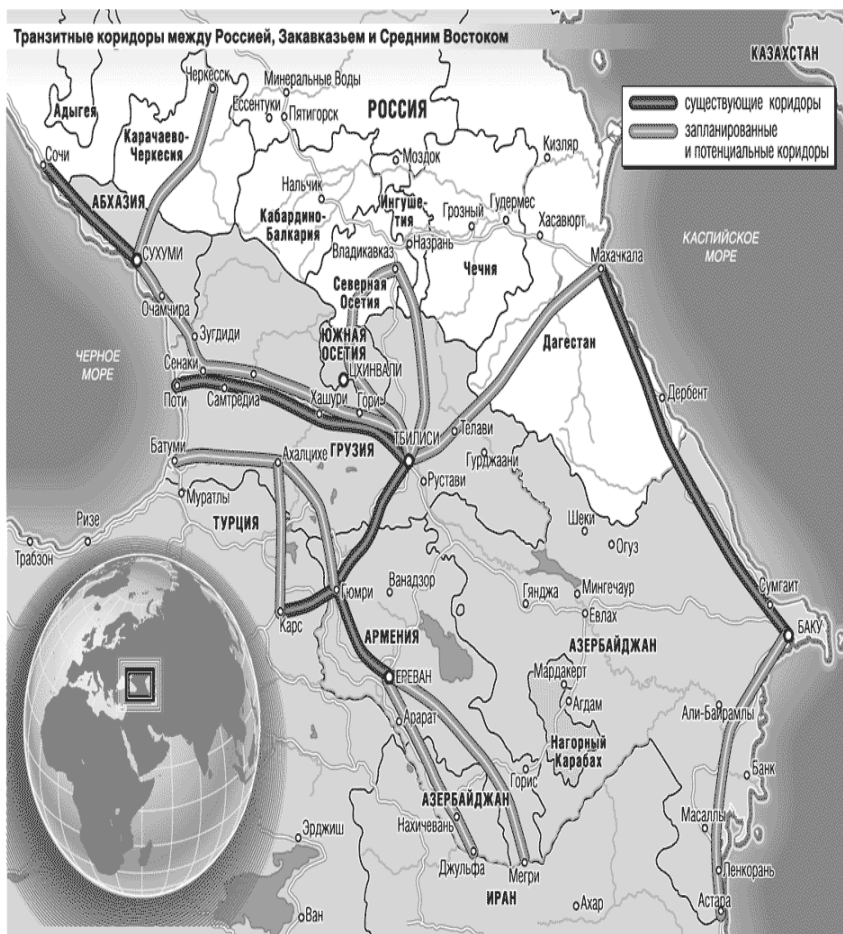 Транзитные коридоры между Россией, Закавказьем и Средним Востоком
КАЗАХСТАН
существующие коридоры
запланированные
и потенциальные коридоры
Черкесск
Минеральные Воды
Ессентуки
Пятигорск
РОССИЯ
Адыгея
Карачаево-
Черкесия
Сочи
Моздок
Кизляр
АБХАЗИЯ
Нальчик
Кабардино-
Балкария
Ингуше-
тия
Грозный
Гудермес
Хасавюрт
КАСПИЙСКОЕ
МОРЕ
СУХУМИ
Владикавказ
Назрань
Чечня
Махачкала
Северная
Осетия
Очамчира
Зугдиди
ЮЖНАЯ
ОСЕТИЯ
Дагестан
ЧЕРНОЕ
МОРЕ
Сенаки
ЦХИНВАЛИ
Дербент
Поти
Самтредиа
Хашури
Гори
ТБИЛИСИ
Телави
Батуми
Ахалцихе
ГРУЗИЯ
Гурджаани
Рустави
Муратлы
ТУРЦИЯ
Шеки
Огуз
Ризе
Трабзон
Гюмри
Ванадзор
Гянджа
Мингечаур
Евлах
Сумгаит
БАКУ
Карс
АРМЕНИЯ
АЗЕРБАЙДЖАН
ЕРЕВАН
Мардакерт
Агдам
Арарат
Али-Байрамлы
Нагорный
Карабах
Горис
Банк
АЗЕРБАЙДЖАН
Нахичевань
Масаллы
Эрджиш
Джульфа
Мегри
Ленкорань
ИРАН
Ахар
Астара
Ван